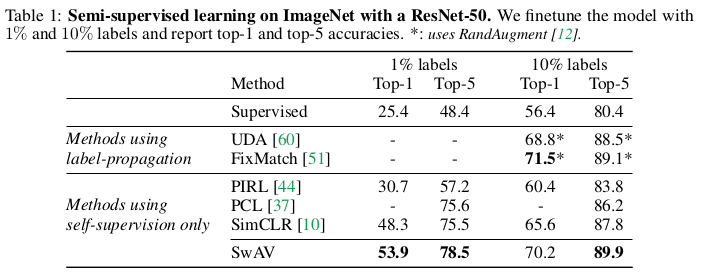 Table 1: Semi-supervised learning on ImageNet with a ResNet-50. We finetune the model with
1% and 10% labels and report top-1 and top-5 accuracies. *: uses RandAugment [12].
1% labels 10% labels
Method Top-1 Top-5 Top-1 Top-5
Supervised 25.4 48.4 56.4 80.4
Methods using UDA [60] - - 68.8* 88.5*
label-propagation FixMatch [51] - - 71.5* 89.1*
PIRL [44] 30.7 57.2 60.4 83.8
Methods using PCL [37] - 75.6 - 86.2
self-supervision only SimCLR [10] 48.3 75.5 65.6 87.8
SwAV 53.9 78.5 70.2 89.9